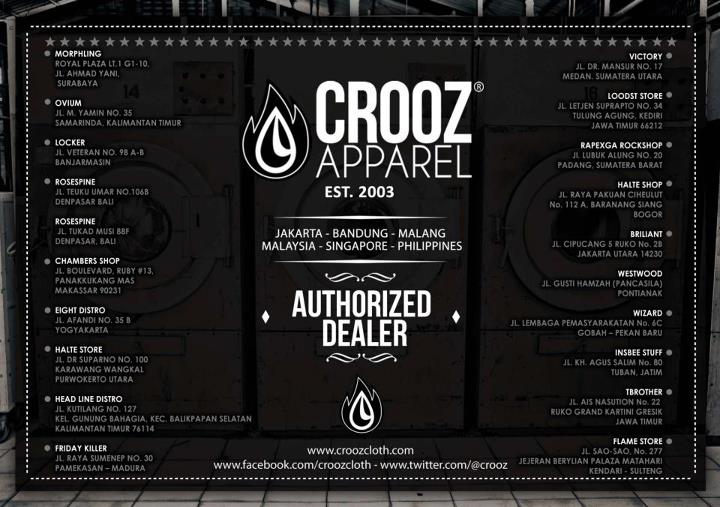 MORPHLING
ROYAL PLAZA LT.1 G1-10,
JL. AHMAD YANI,
SURABAYA
OVIUM
JL. M. YAMIN NO. 35
SAMARINDA, KALIMANTAN TIMUR
LOCKER
JL. VETERAN NO. 98 A-B
BANJARMASIN
ROSESPINE
JL. TEUKU UMAR NO.106B
DENPASAR BALI
ROSESPINE
JL. TUKAD MUSI 88F
DENPASAR, BALI
CHAMBERS SHOP
JL. BOULEVARD, RUBY #13,
PANAKKUKANG MAS
MAKASSAR 90231
EIGHT DISTRO
JL. AFANDI NO. 35 B
YOGYAKARTA
HALTE STORE
JL. DR SUPARNO NO. 100
KARAWANG WANGKAL
PURWOKERTO UTARA
HEAD LINE DISTRO
JL. KUTILANG NO. 127
KEL. GUNUNG BAHAGIA, KEC. BALIKPAPAN SELATAN
KALIMANTAN TIMUR 76114
FRIDAY KILLER
JL. RAYA SUMENEP NO. 30
PAMEKASAN – MADURA
CROOZ®
APPAREL
EST. 2003
JAKARTA - BANDUNG - MALANG
MALAYSIA - SINGAPORE - PHILIPPINES
AUTHORIZED
DEALER
www.croozcloth.com
www.facebook.com/croozcloth - www.twitter.com/@crooz
VICTORY
JL. DR. MANSUR NO. 17
MEDAN. SUMATERA UTARA
LOODST STORE
JL. LETJEN SUPRAPTO NO. 34
TULUNG AGUNG, KEDIRI
JAWA TIMUR 66212
RAPEXGA ROCKSHOP
JL. LUBUK ALUNG NO. 20
PADANG, SUMATERA BARAT
HALTE SHOP
JL. RAYA PAKUAN CIHEULUT
No. 112 A, BARANANG SIANG
BOGOR
BRILIANT
JL. CIPUCANG 5 RUKO No. 2B
JAKARTA UTARA 14230
WESTWOOD
JL. GUSTI HAMZAH (PANCASILA)
PONTIANAK
WIZARD
JL. LEMBAGA PEMASYARAKATAN No. 6C
GOBAH – PEKAN BARU
INSBEE STUFF
JL. KH. AGUS SALIM No. 80
TUBAN, JATIM
TBROTHER
JL. AIS NASUTION No. 22
RUKO GRAND KARTINI GRESIK
JAWA TIMUR
FLAME STORE
JL. SAO-SAO, No. 277
JEJERAN BERYLIAN PALAZA MATAHARI
KENDARI - SULTENG